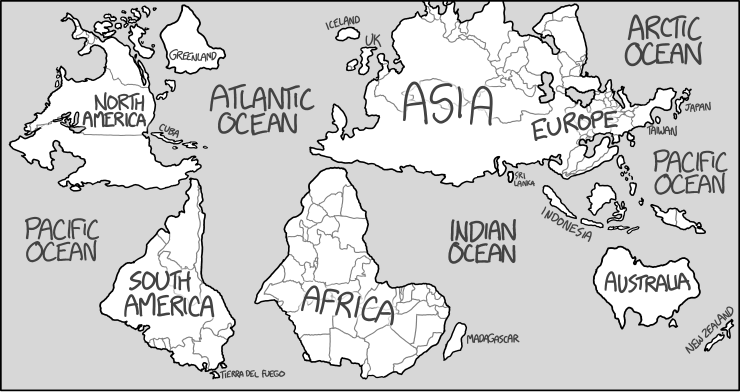 ICELAND
UK
GREENLAND
ARCTIC
OCEAN
NORTH
AMERICA
ATLANTIC
OCEAN
ASIA
EUROPE
JAPAN
TAIWAN
CUBA
SRI
LANKA
PACIFIC
OCEAN
INDONESIA
PACIFIC
OCEAN
INDIAN
OCEAN
SOUTH
AMERICA
AFRICA
AUSTRALIA
MADAGASCAR
NEW ZEALAND
TIERRA DEL FUEGO